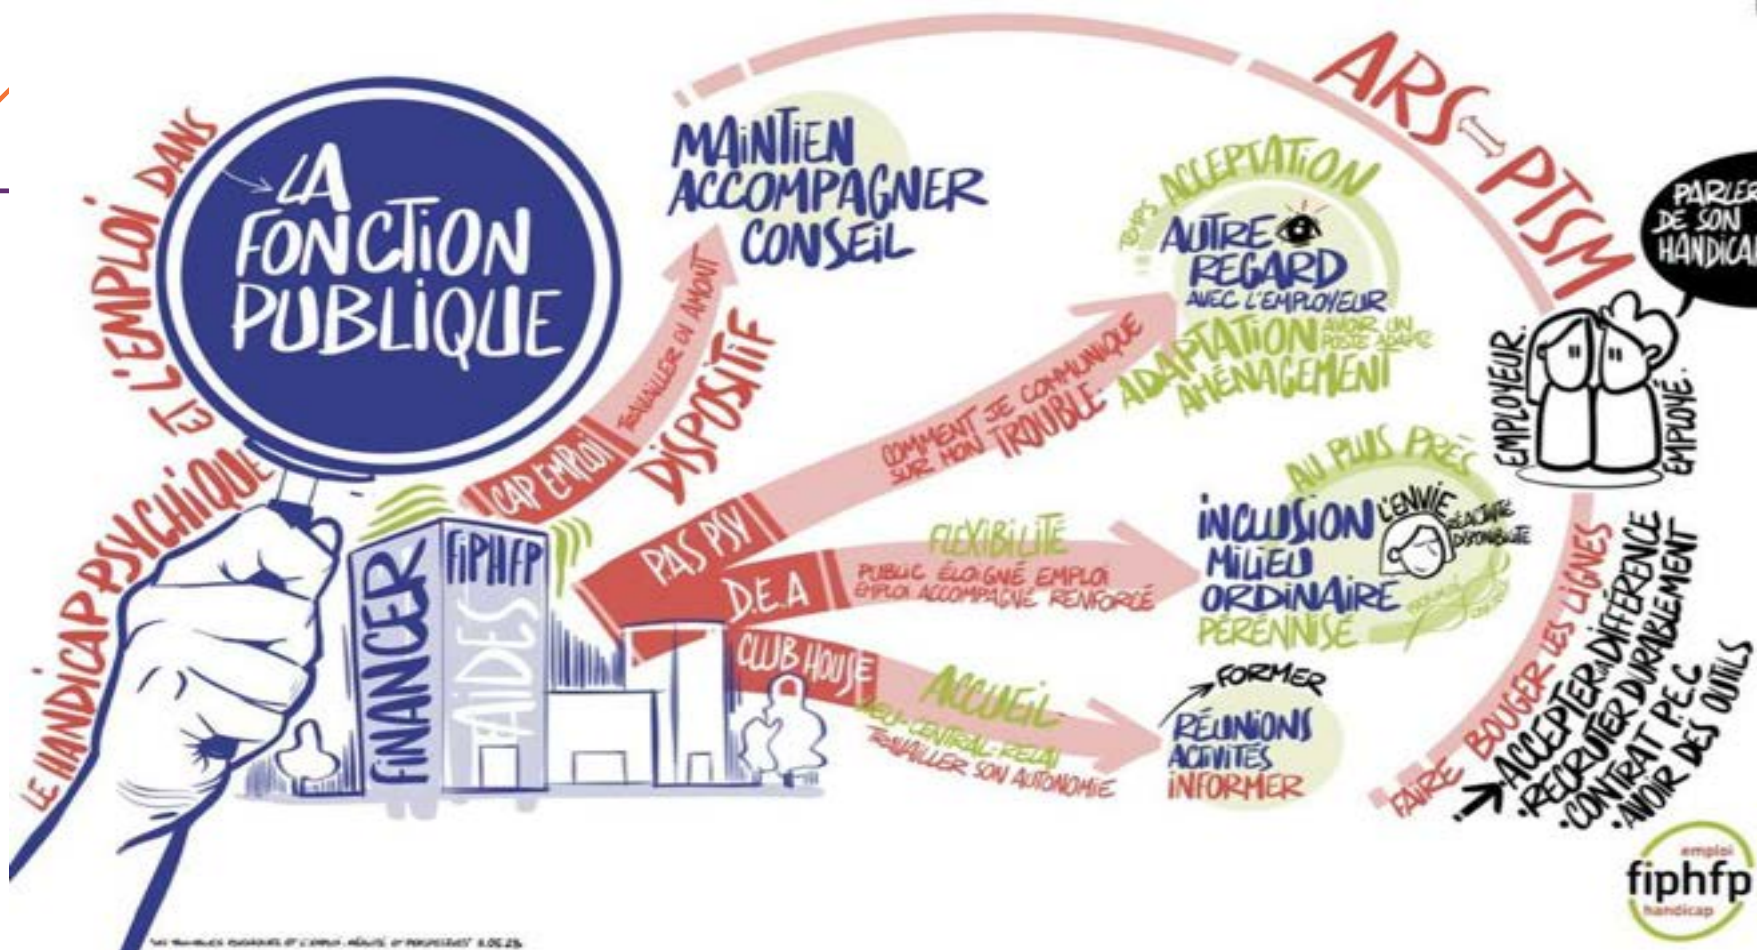 LE HANDICAP PSYCHIQUE
ET L'EMPLOI DANS
LA
FONCTION
PUBLIQUE
FINANCER
FIPHFP
AIDES
CAP EMPLOI
TRAVAILLER EN AMONT
DISPOSITIF
MAINTIEN
ACCOMPAGNER
CONSEIL
PAS PSY
COMMENT JE COMMUNIQUE
SUR MON TROUBLE
TEMPS ACCEPTATION
AUTRE
REGARD
AVEC L'EMPLOYEUR
ADAPTATION
AVOIR UN
POSTE ADAPTÉ
AMÉNAGEMENT
D.E.A
FLEXIBILITÉ
PUBLIC ÉLOIGNÉ EMPLOI
EMPLOI ACCOMPAGNÉ RENFORCÉ
AU PLUS PRÈS
INCLUSION
MILIEU
ORDINAIRE
PÉRENNISÉ
L'ENVIE
DISPONIBILITÉ
CLUB HOUSE
ACCUEIL
LIEU-CENTRAL-RELAI
TRAVAILLER SON AUTONOMIE
FORMER
RÉUNIONS
ACTIVITÉS
INFORMER
ARS
PTSM
PARLER
DE SON
EMPLOYEUR.
EMPLOYÉ.
FAIRE BOUGER LES LIGNES
ACCEPTER LA DIFFÉRENCE
•RECRUTER DURABLEMENT
•CONTRAT P.E.C
•AVOIR DES OUTILS
emploi
fiphfp
handicap